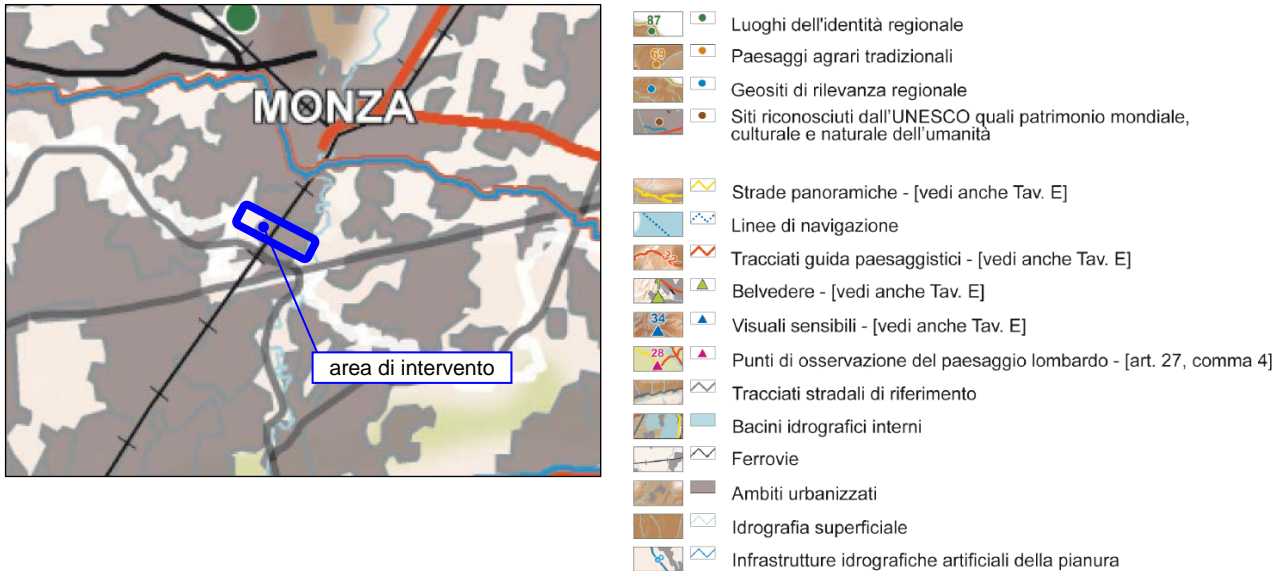 MONZA
area di intervento
87
Luoghi dell'identità regionale
69
Paesaggi agrari tradizionali
Geositi di rilevanza regionale
Siti riconosciuti dall'UNESCO quali patrimonio mondiale,
culturale e naturale dell'umanità
Strade panoramiche - [vedi anche Tav. E]
Linee di navigazione
32
Tracciati guida paesaggistici - [vedi anche Tav. E]
Belvedere - [vedi anche Tav. E]
34
Visuali sensibili - [vedi anche Tav. E]
28
Punti di osservazione del paesaggio lombardo - [art. 27, comma 4]
Tracciati stradali di riferimento
Bacini idrografici interni
Ferrovie
Ambiti urbanizzati
Idrografia superficiale
Infrastrutture idrografiche artificiali della pianura